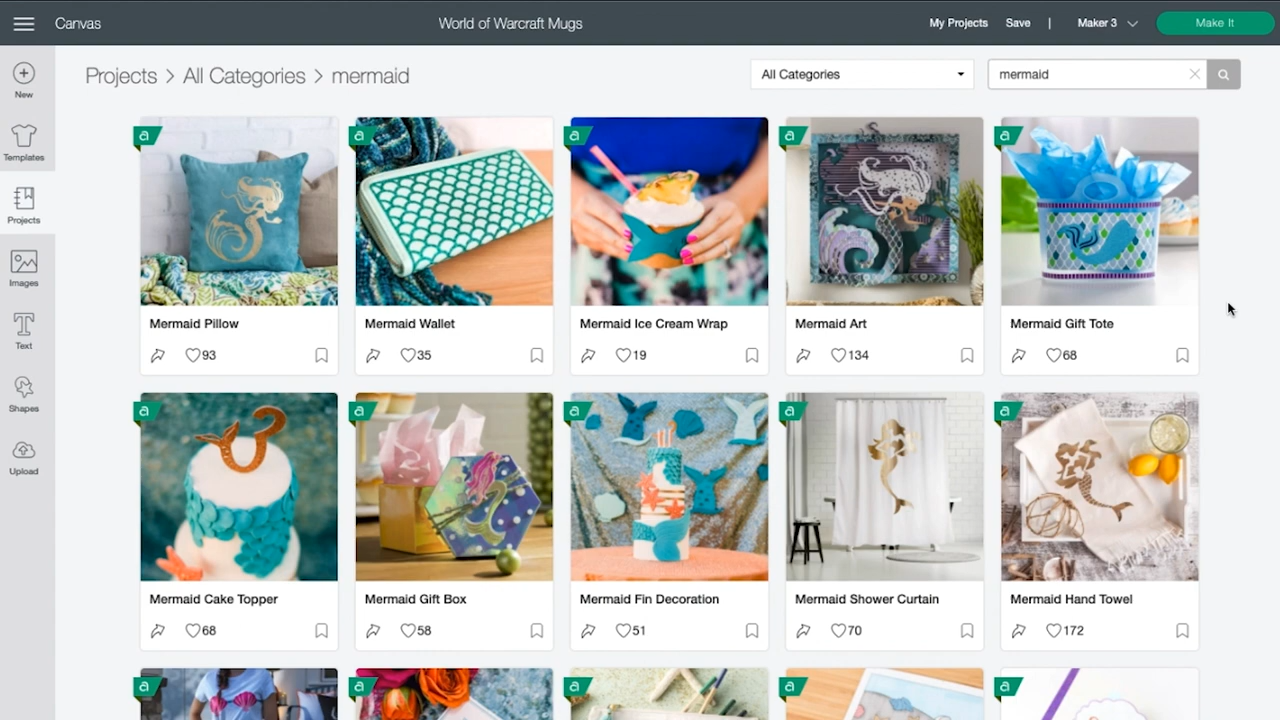 Canvas
World of Warcraft Mugs
My Projects
Save
|
Maker 3
Make It
New
Templates
Projects
Images
Text
Shapes
Upload
Projects > All Categories > mermaid
All Categories
mermaid
a
a
a
a
a
Mermaid Pillow
Mermaid Wallet
Mermaid Ice Cream Wrap
Mermaid Art
Mermaid Gift Tote
93
35
19
134
68
a
a
a
a
a
Mermaid Cake Topper
Mermaid Gift Box
Mermaid Fin Decoration
Mermaid Shower Curtain
Mermaid Hand Towel
68
58
51
70
172
a
a
a
a
a